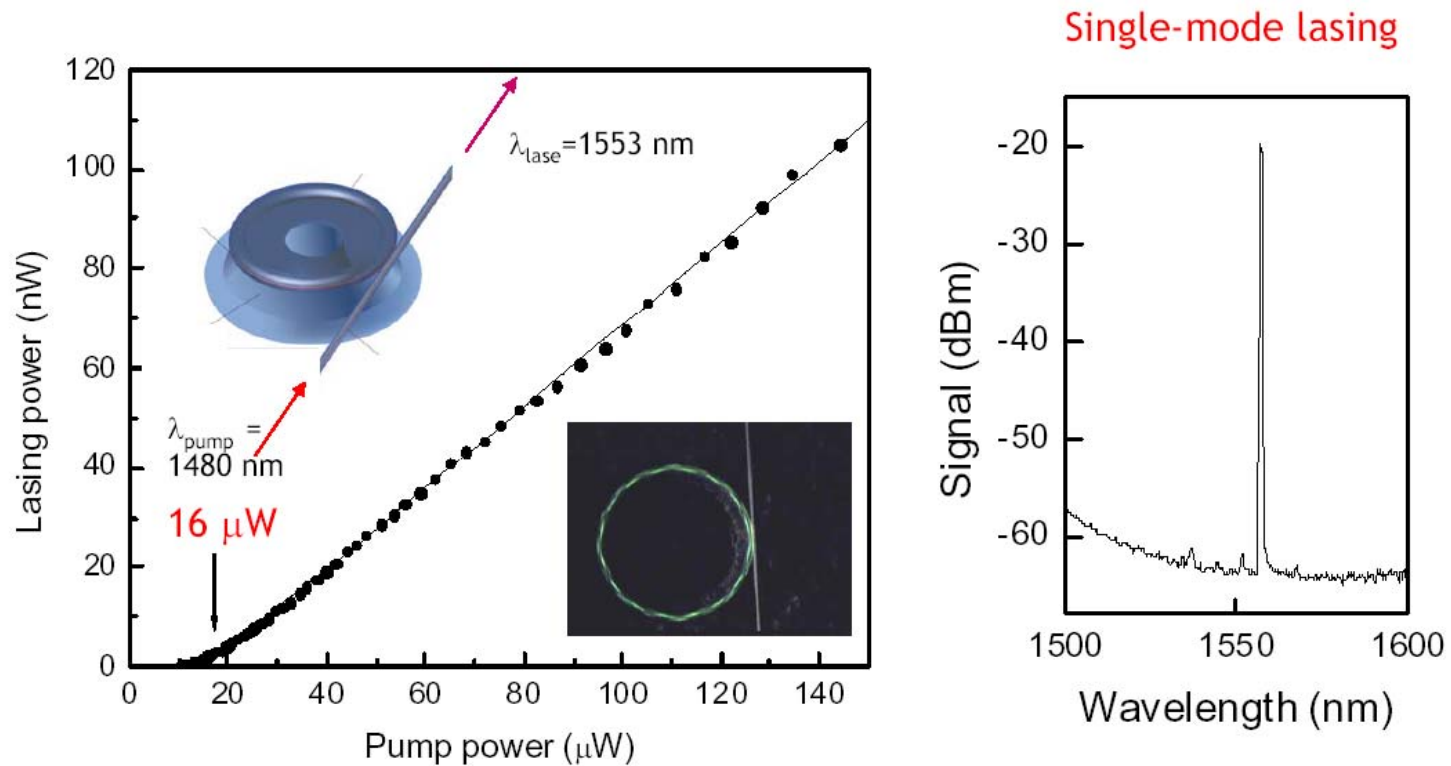 Single-mode lasing
Lasing power (nW)
120
100
80
60
40
20
0
0 20 40 60 80 100 120 140
Pump power (μW)
λlase=1553 nm
λpump =
1480 nm
16 μW
Signal (dBm)
-20
-30
-40
-50
-60
1500 1550 1600
Wavelength (nm)